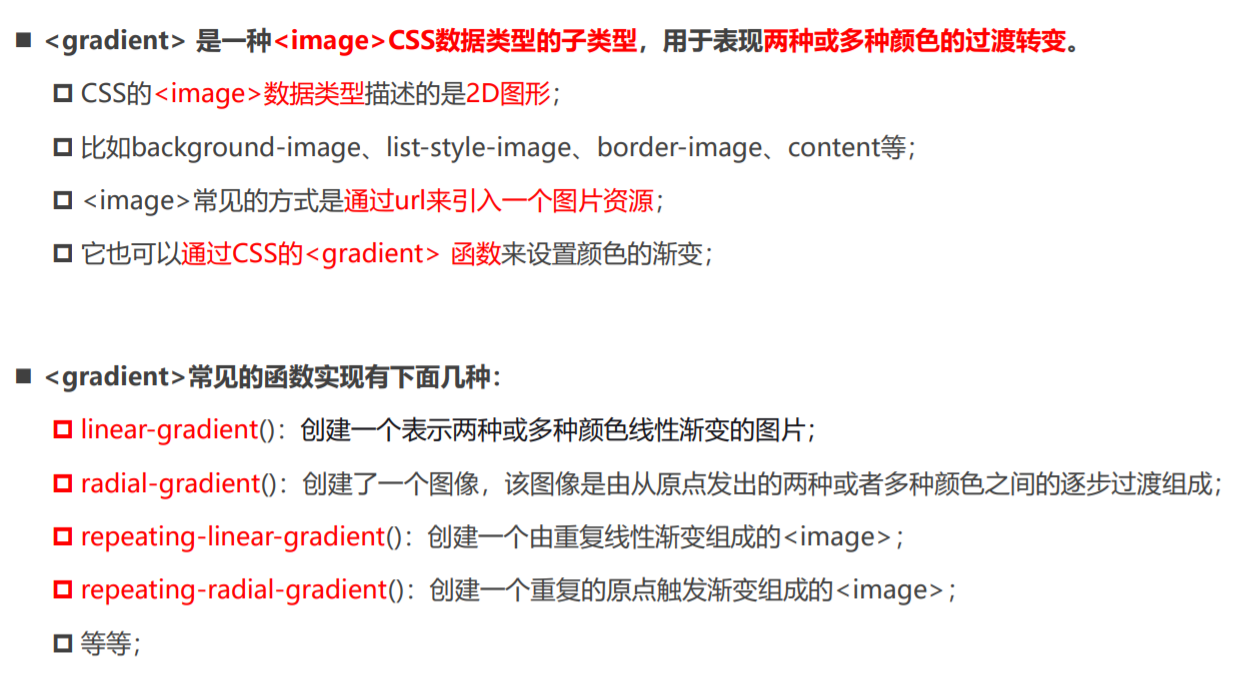 ■ <gradient> 是一种<image>CSS数据类型的子类型，用于表现两种或多种颜色的过渡转变。
CSS的<image>数据类型描述的是2D图形；
比如background-image、list-style-image、border-image、content等；
<image>常见的方式是通过url来引入一个图片资源；
它也可以通过CSS的<gradient> 函数来设置颜色的渐变；
■ <gradient>常见的函数实现有下面几种：
linear-gradient()：创建一个表示两种或多种颜色线性渐变的图片；
radial-gradient()：创建了一个图像，该图像是由从原点发出的两种或者多种颜色之间的逐步过渡组成；
repeating-linear-gradient()：创建一个由重复线性渐变组成的<image>；
repeating-radial-gradient()：创建一个重复的原点触发渐变组成的<image>；
等等；